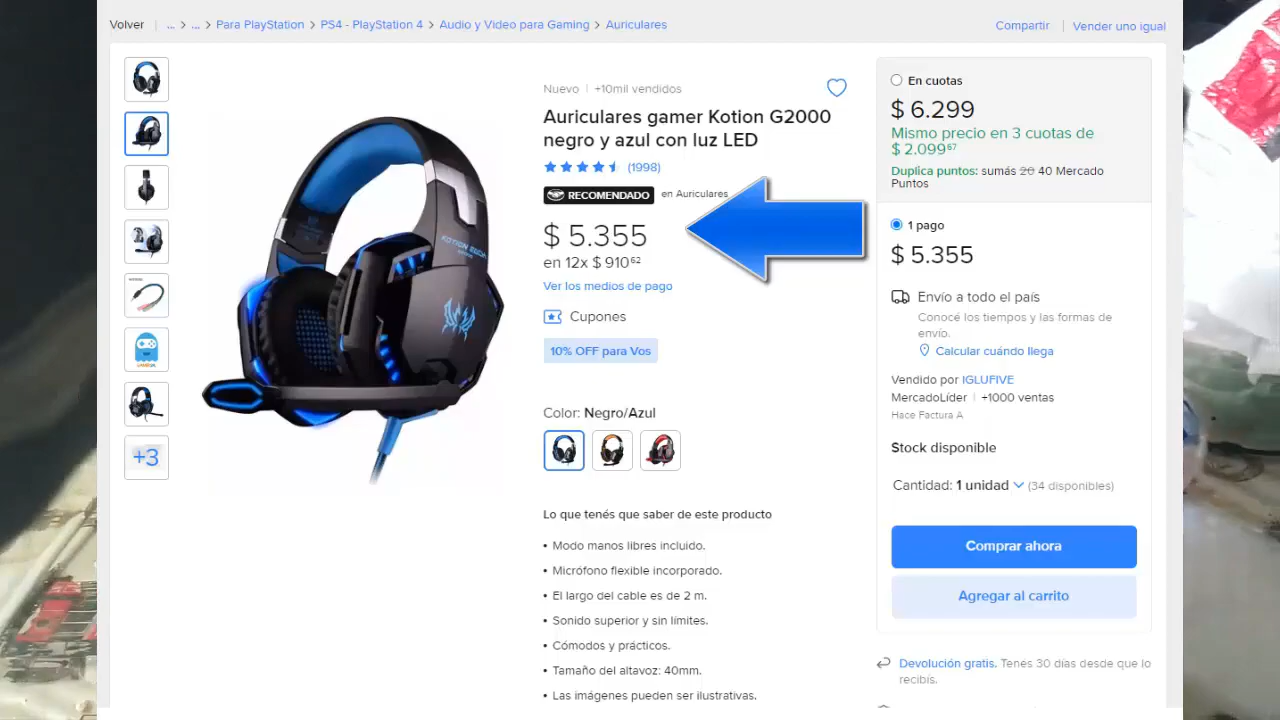 Volver | ... > ... > Para PlayStation > PS4 - PlayStation 4 > Audio y Video para Gaming > Auriculares
Compartir | Vender uno igual
Nuevo | +10mil vendidos
Auriculares gamer Kotion G2000
negro y azul con luz LED
(1998)
RECOMENDADO en Auriculares
$ 5.355
en 12x $ 910⁶²
Ver los medios de pago
Cupones
10% OFF para Vos
Color: Negro/Azul
Lo que tenés que saber de este producto
• Modo manos libres incluido.
• Micrófono flexible incorporado.
• El largo del cable es de 2 m.
• Sonido superior y sin límites.
• Cómodos y prácticos.
• Tamaño del altavoz: 40mm.
• Las imágenes pueden ser ilustrativas.
+3
En cuotas
$ 6.299
Mismo precio en 3 cuotas de
$ 2.099⁶⁷
Duplica puntos: sumás 20 40 Mercado
Puntos
1 pago
$ 5.355
Envío a todo el país
Conocé los tiempos y las formas de
envío.
Calcular cuándo llega
Vendido por IGLUFIVE
MercadoLíder | +1000 ventas
Hace Factura A
Stock disponible
Cantidad: 1 unidad (34 disponibles)
Comprar ahora
Agregar al carrito
Devolución gratis. Tenés 30 días desde que lo
recibís.